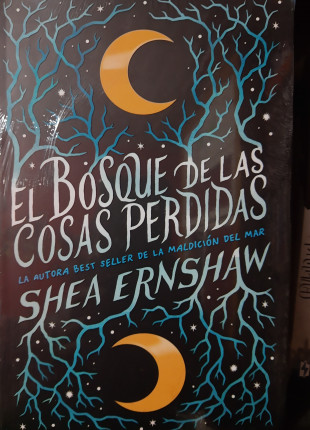 EL BOSQUE DE LAS
COSAS PERDIDAS
LA AUTORA BEST SELLER DE LA MALDICIÓN DEL MAR
SHEA ERNSHAW